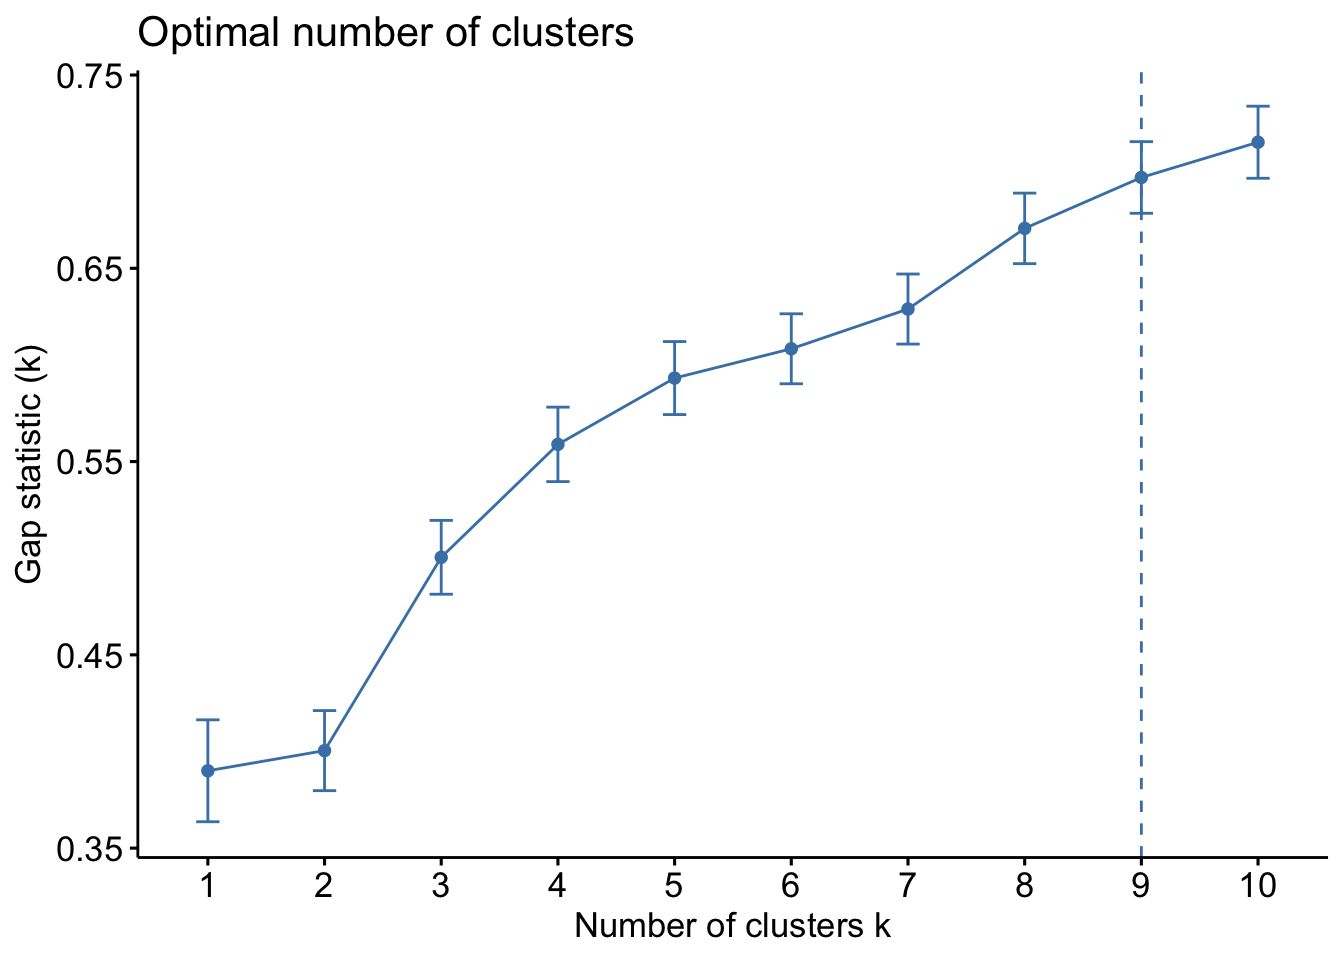 Optimal number of clusters
0.75
0.65
0.55
0.45
0.35
Gap statistic (k)
1 2 3 4 5 6 7 8 9 10
Number of clusters k